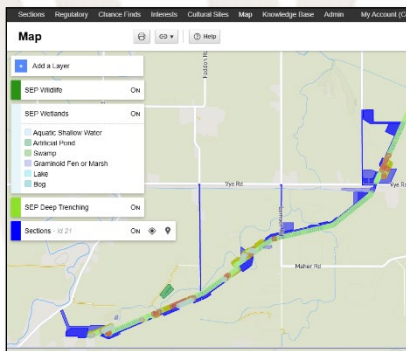 Sections Regulatory Chance Finds Interests Cultural Sites Map Knowledge Base Admin My Account (C
Map
Help
Add a Layer
SEP Wildlife ON
SEP Wetlands ON
Aquatic Shallow Water
Artificial Pond
Swamp
Graminoid Fen or Marsh
Lake
Bog
SEP Deep Trenching ON
Sections - id 21 ON
Vye Rd
Vye Rd
Maher Rd